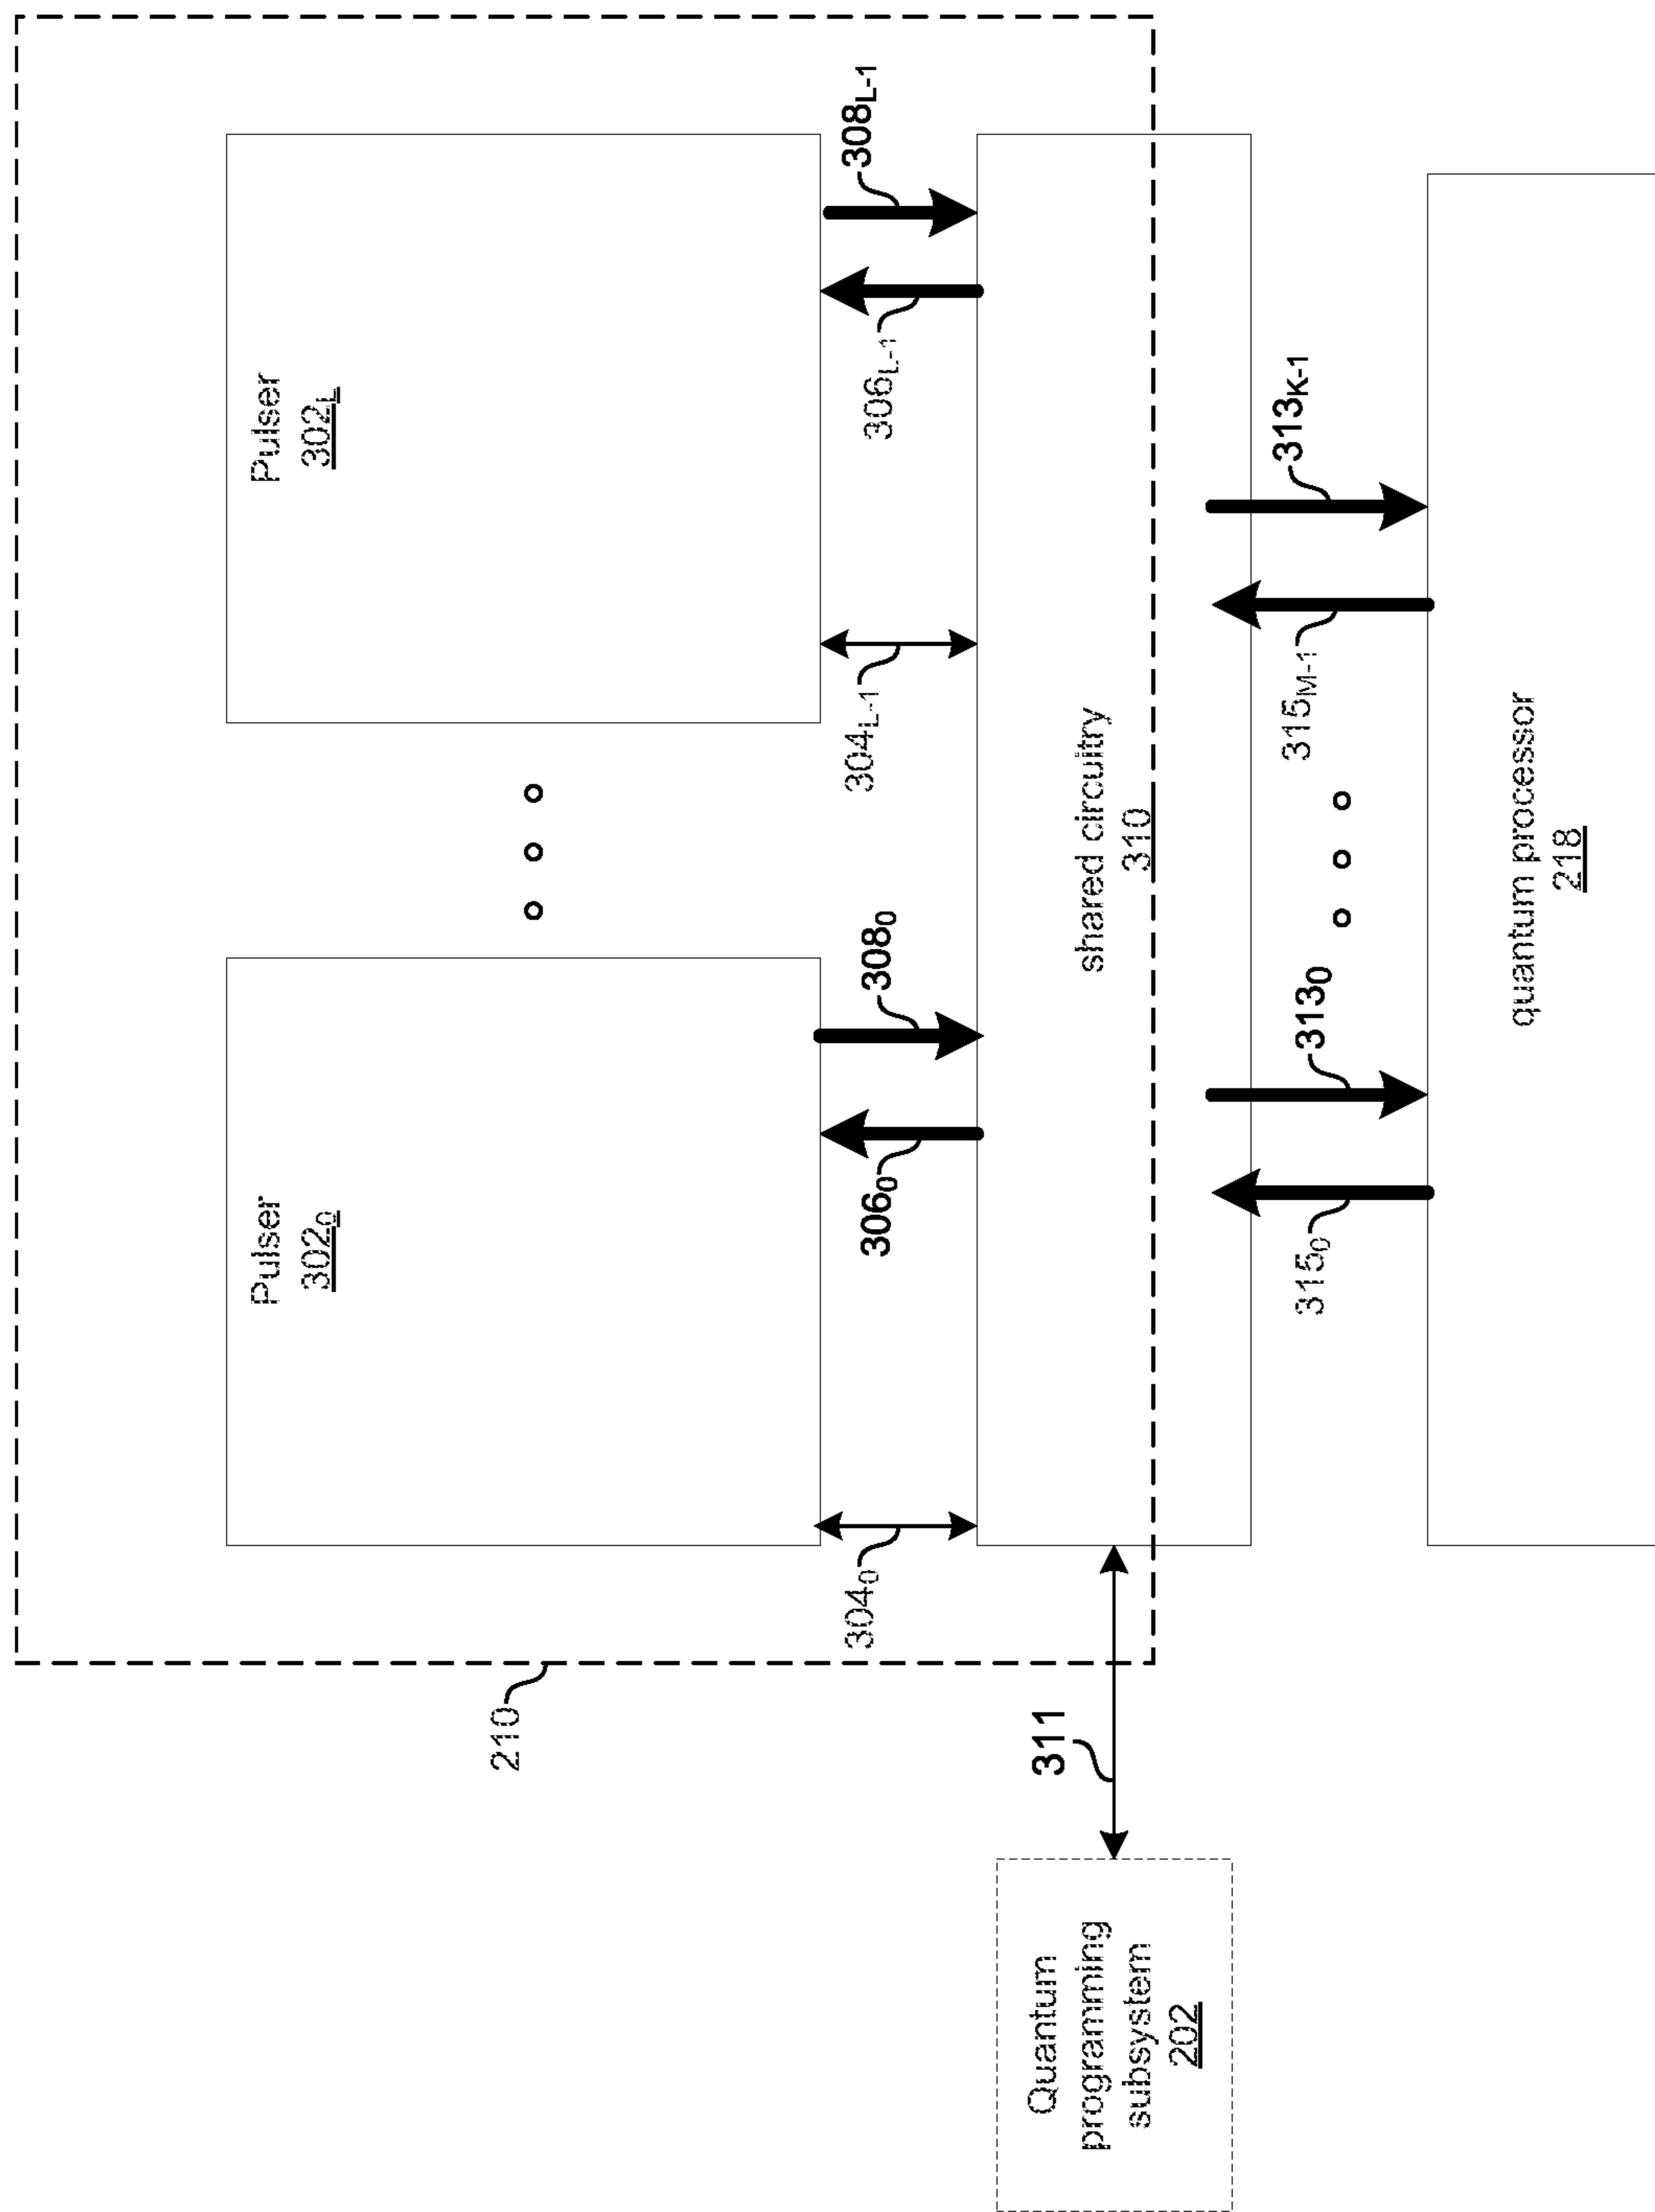 210
Pulser
302₀
Pulser
302L
304₀
306₀
308₀
304L-1
306L-1
308L-1
Quantum
programming
subsystem
202
311
shared circuitry
310
315₀
313₀
315M-1
313K-1
quantum processor
218